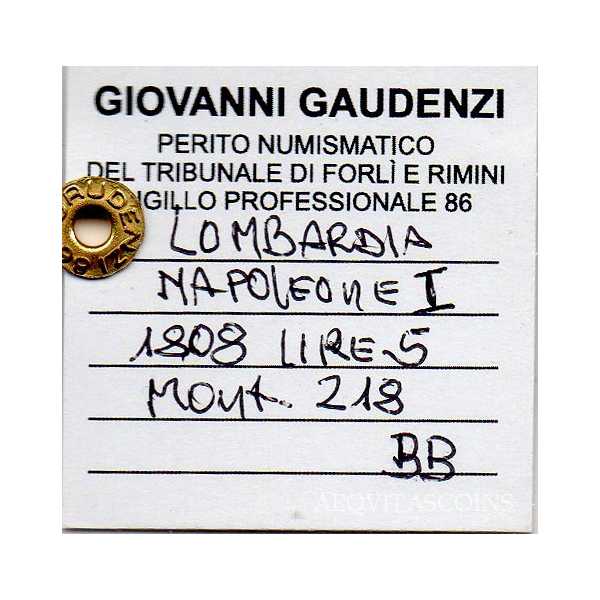 GIOVANNI GAUDENZI
PERITO NUMISMATICO
DEL TRIBUNALE DI FORLÌ E RIMINI
IGILLO PROFESSIONALE 86
LOMBARDIA
NAPOLEONE I
1808 LIRE 5
Mont. 218
BB
AEQVITASCOINS